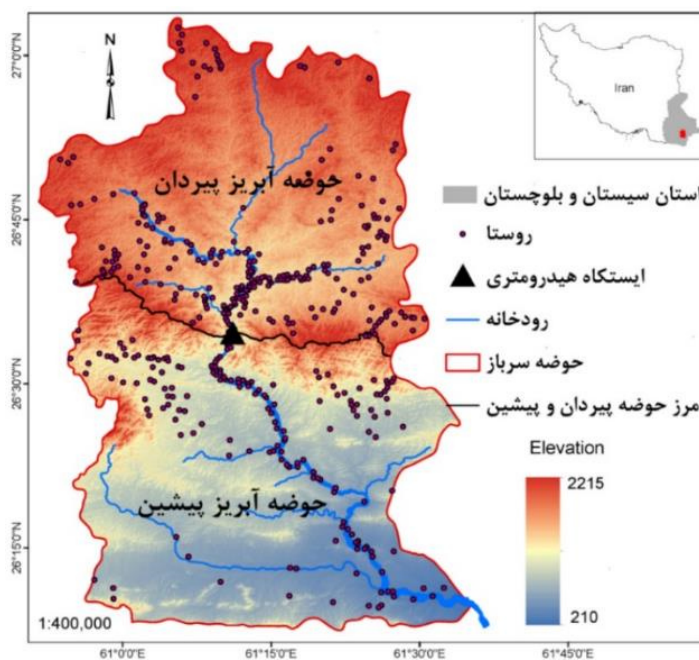 N
27°0'0"N
26°45'0"N
26°30'0"N
26°15'0"N
حوضه آبریز پیردان
حوضه آبریز پیشین
1:400,000
61°0'0"E
61°15'0"E
61°30'0"E
61°45'0"E
Iran
استان سیستان و بلوچستان
روستا
ایستگاه هیدرومتری
رودخانه
حوضه سرباز
مرز حوضه پیردان و پیشین
Elevation
2215
210